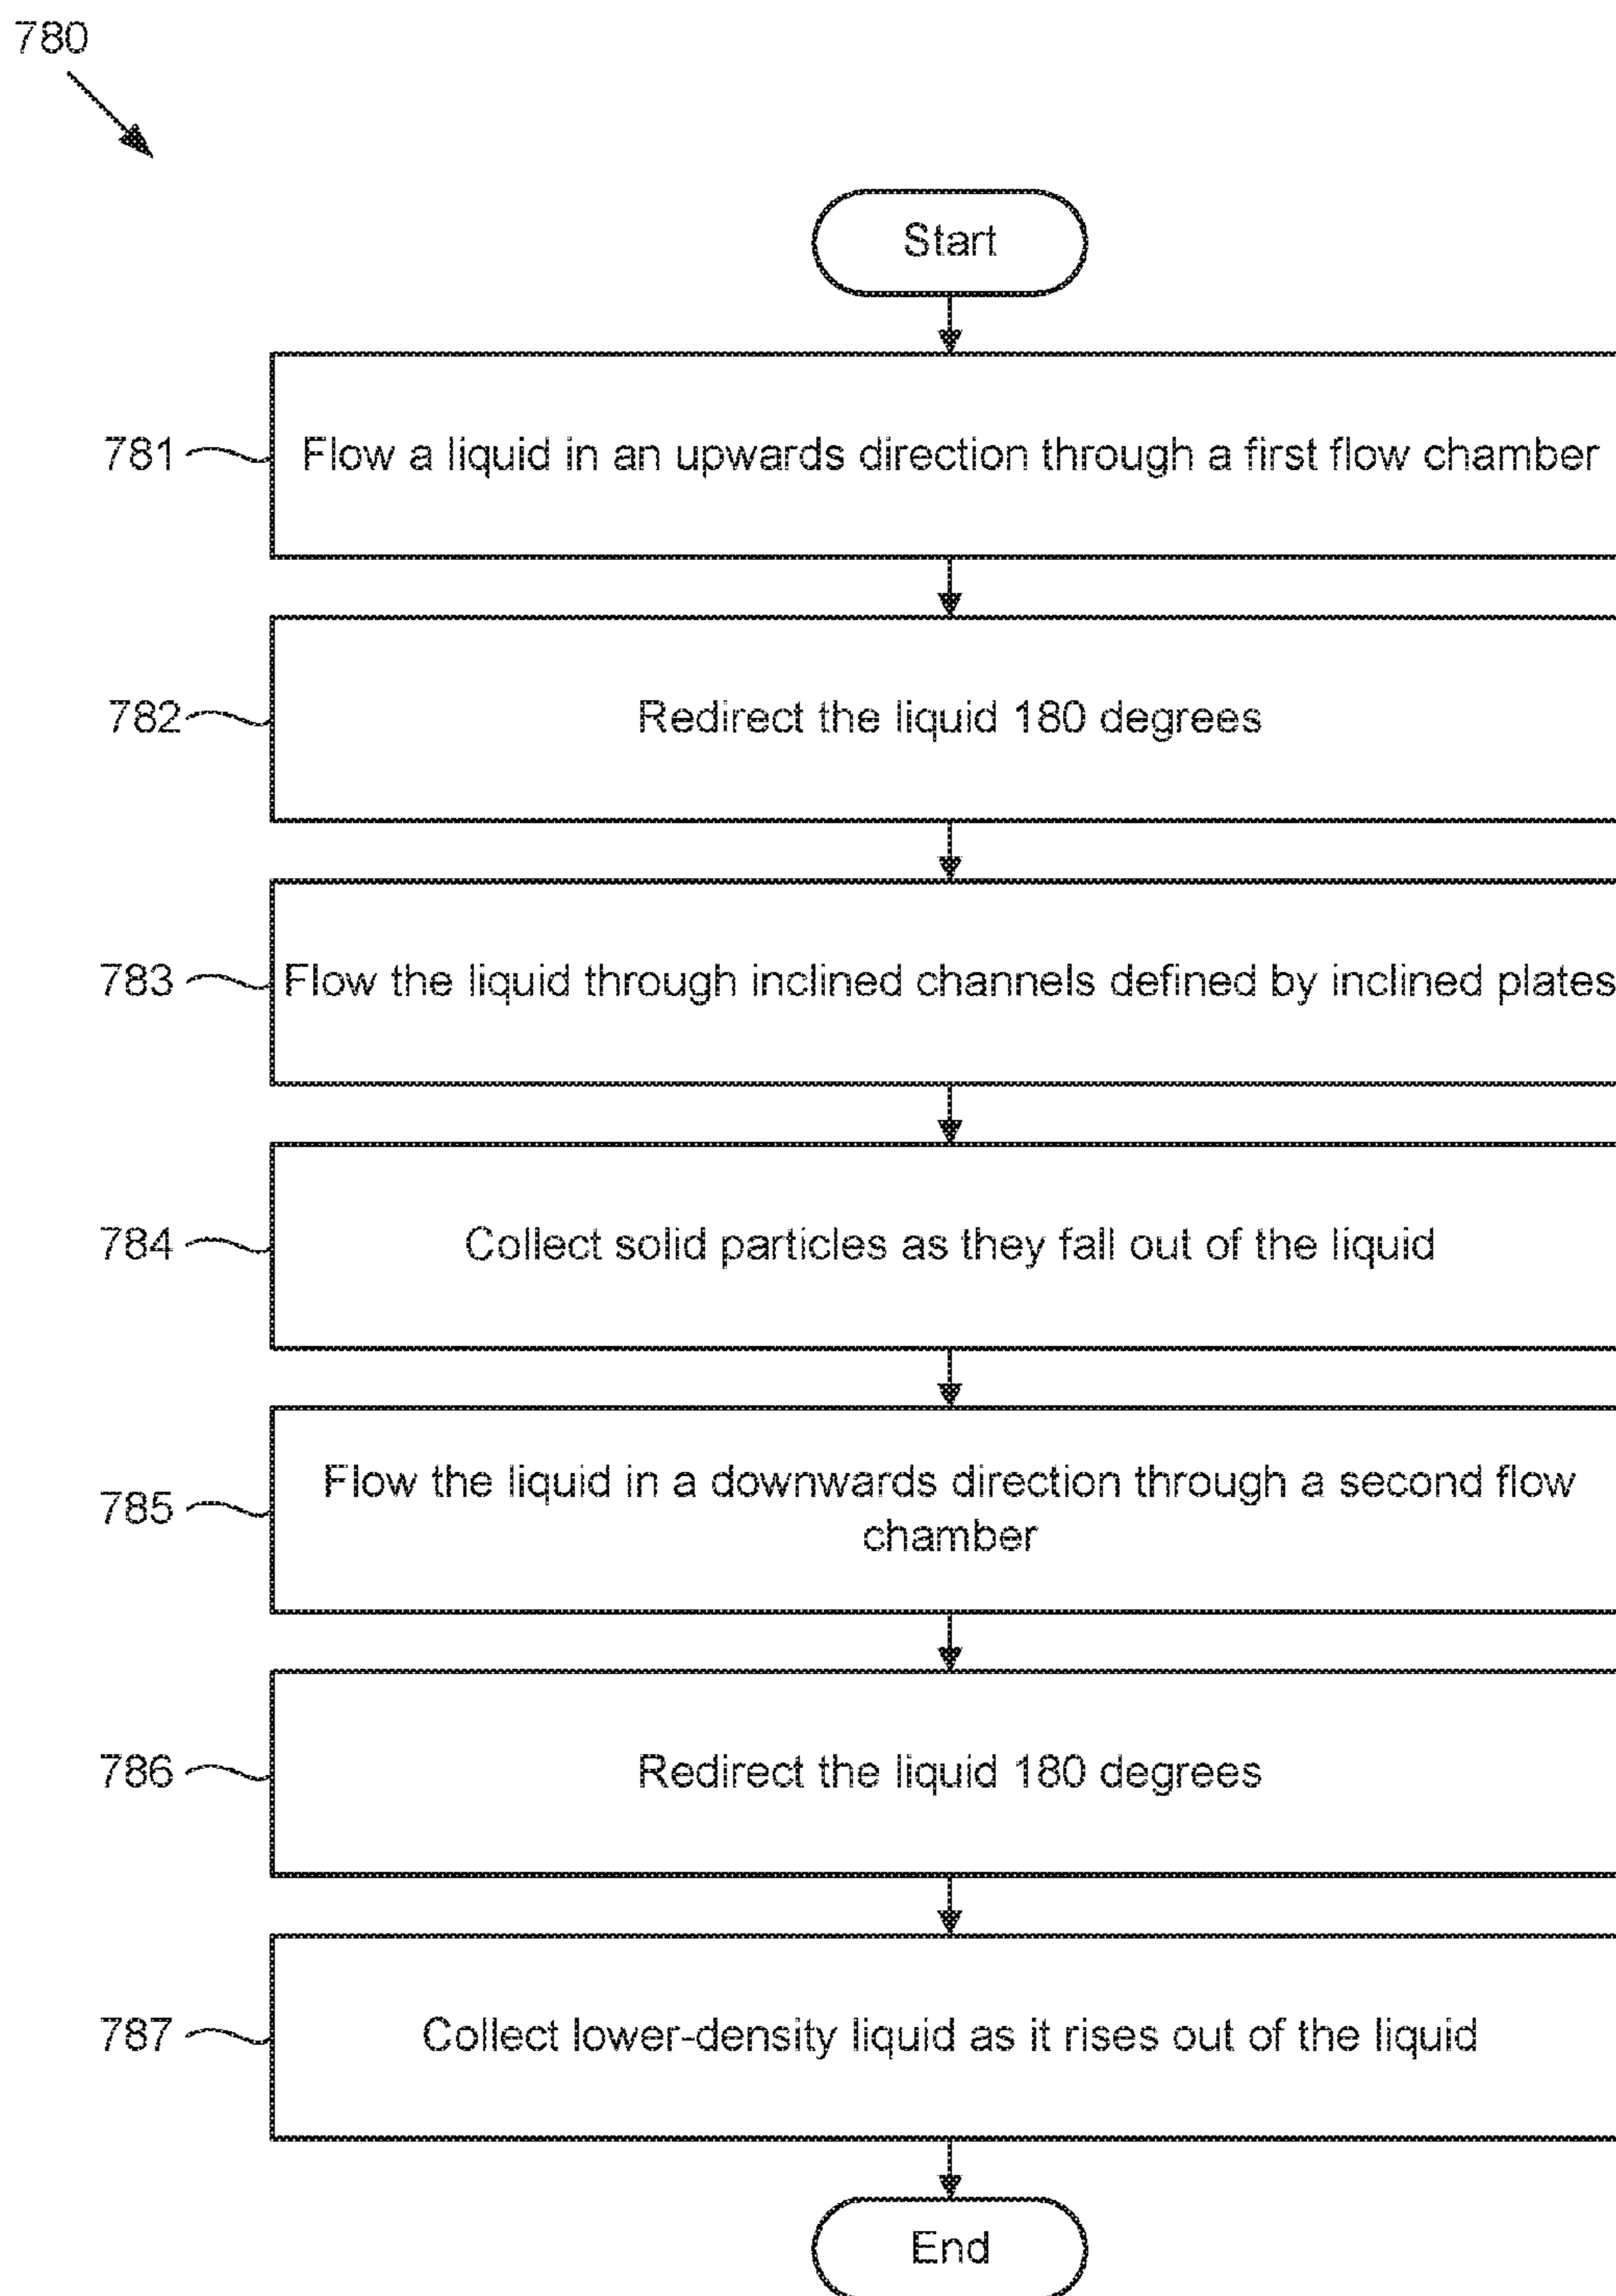 780
Start
781 Flow a liquid in an upwards direction through a first flow chamber
782 Redirect the liquid 180 degrees
783 Flow the liquid through inclined channels defined by inclined plates
784 Collect solid particles as they fall out of the liquid
785 Flow the liquid in a downwards direction through a second flow
chamber
786 Redirect the liquid 180 degrees
787 Collect lower-density liquid as it rises out of the liquid
End